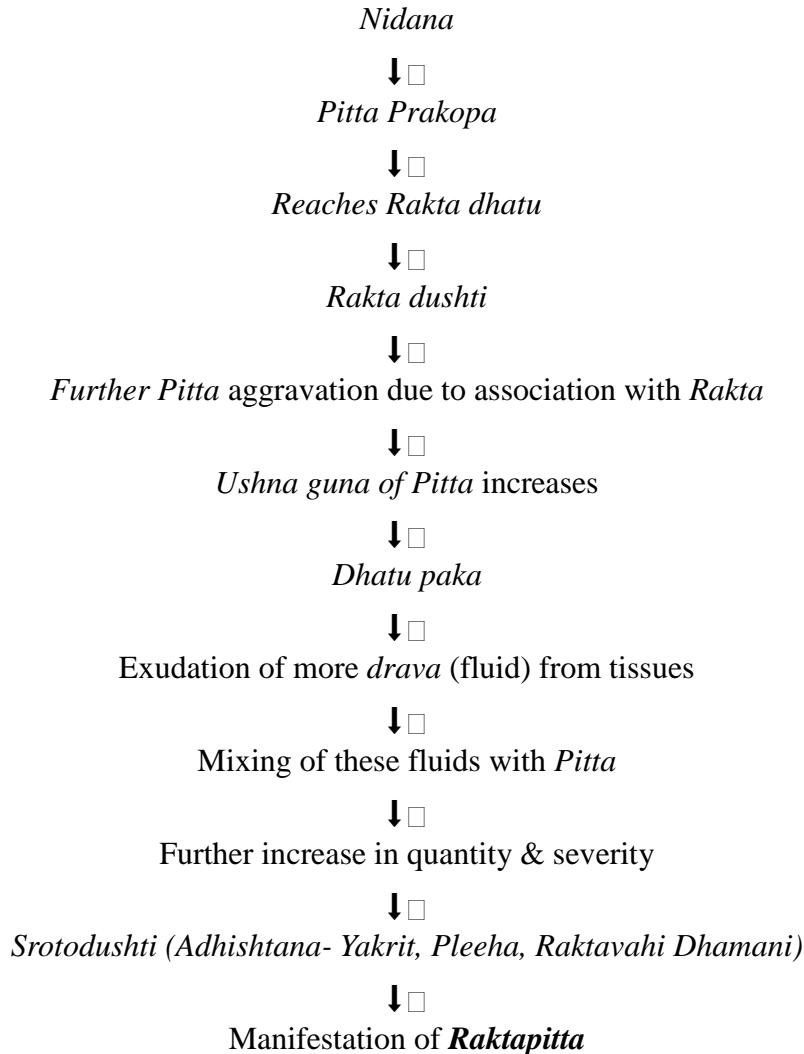 Nidana
Pitta Prakopa
Reaches Rakta dhatu
Rakta dushti
Further Pitta aggravation due to association with Rakta
Ushna guna of Pitta increases
Dhatu paka
Exudation of more drava (fluid) from tissues
Mixing of these fluids with Pitta
Further increase in quantity & severity
Srotodushti (Adhishtana- Yakrit, Pleeha, Raktavahi Dhamani)
Manifestation of Raktapitta